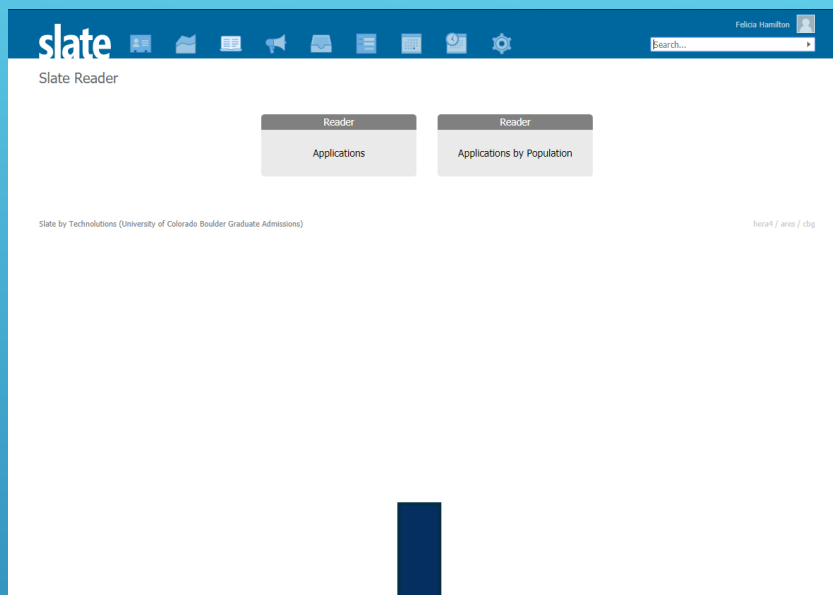 Felicia Hamilton
slate
Search...
Slate Reader
Reader
Applications
Reader
Applications by Population
Slate by Technolutions (University of Colorado Boulder Graduate Admissions)
hera4 / ares / cbg